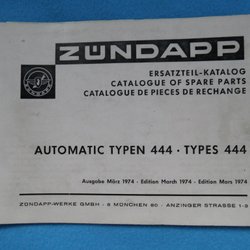 ZÜNDAPP
ERSATZTEIL-KATALOG
CATALOGUE OF SPARE PARTS
CATALOGUE DE PIECES DE RECHANGE
AUTOMATIC TYPEN 444 · TYPES 444
Ausgabe März 1974 - Edition March 1974 - Edition Mars 1974
ZÜNDAPP-WERKE GMBH · 8 MÜNCHEN 80 · ANZINGER STRASSE 1-3